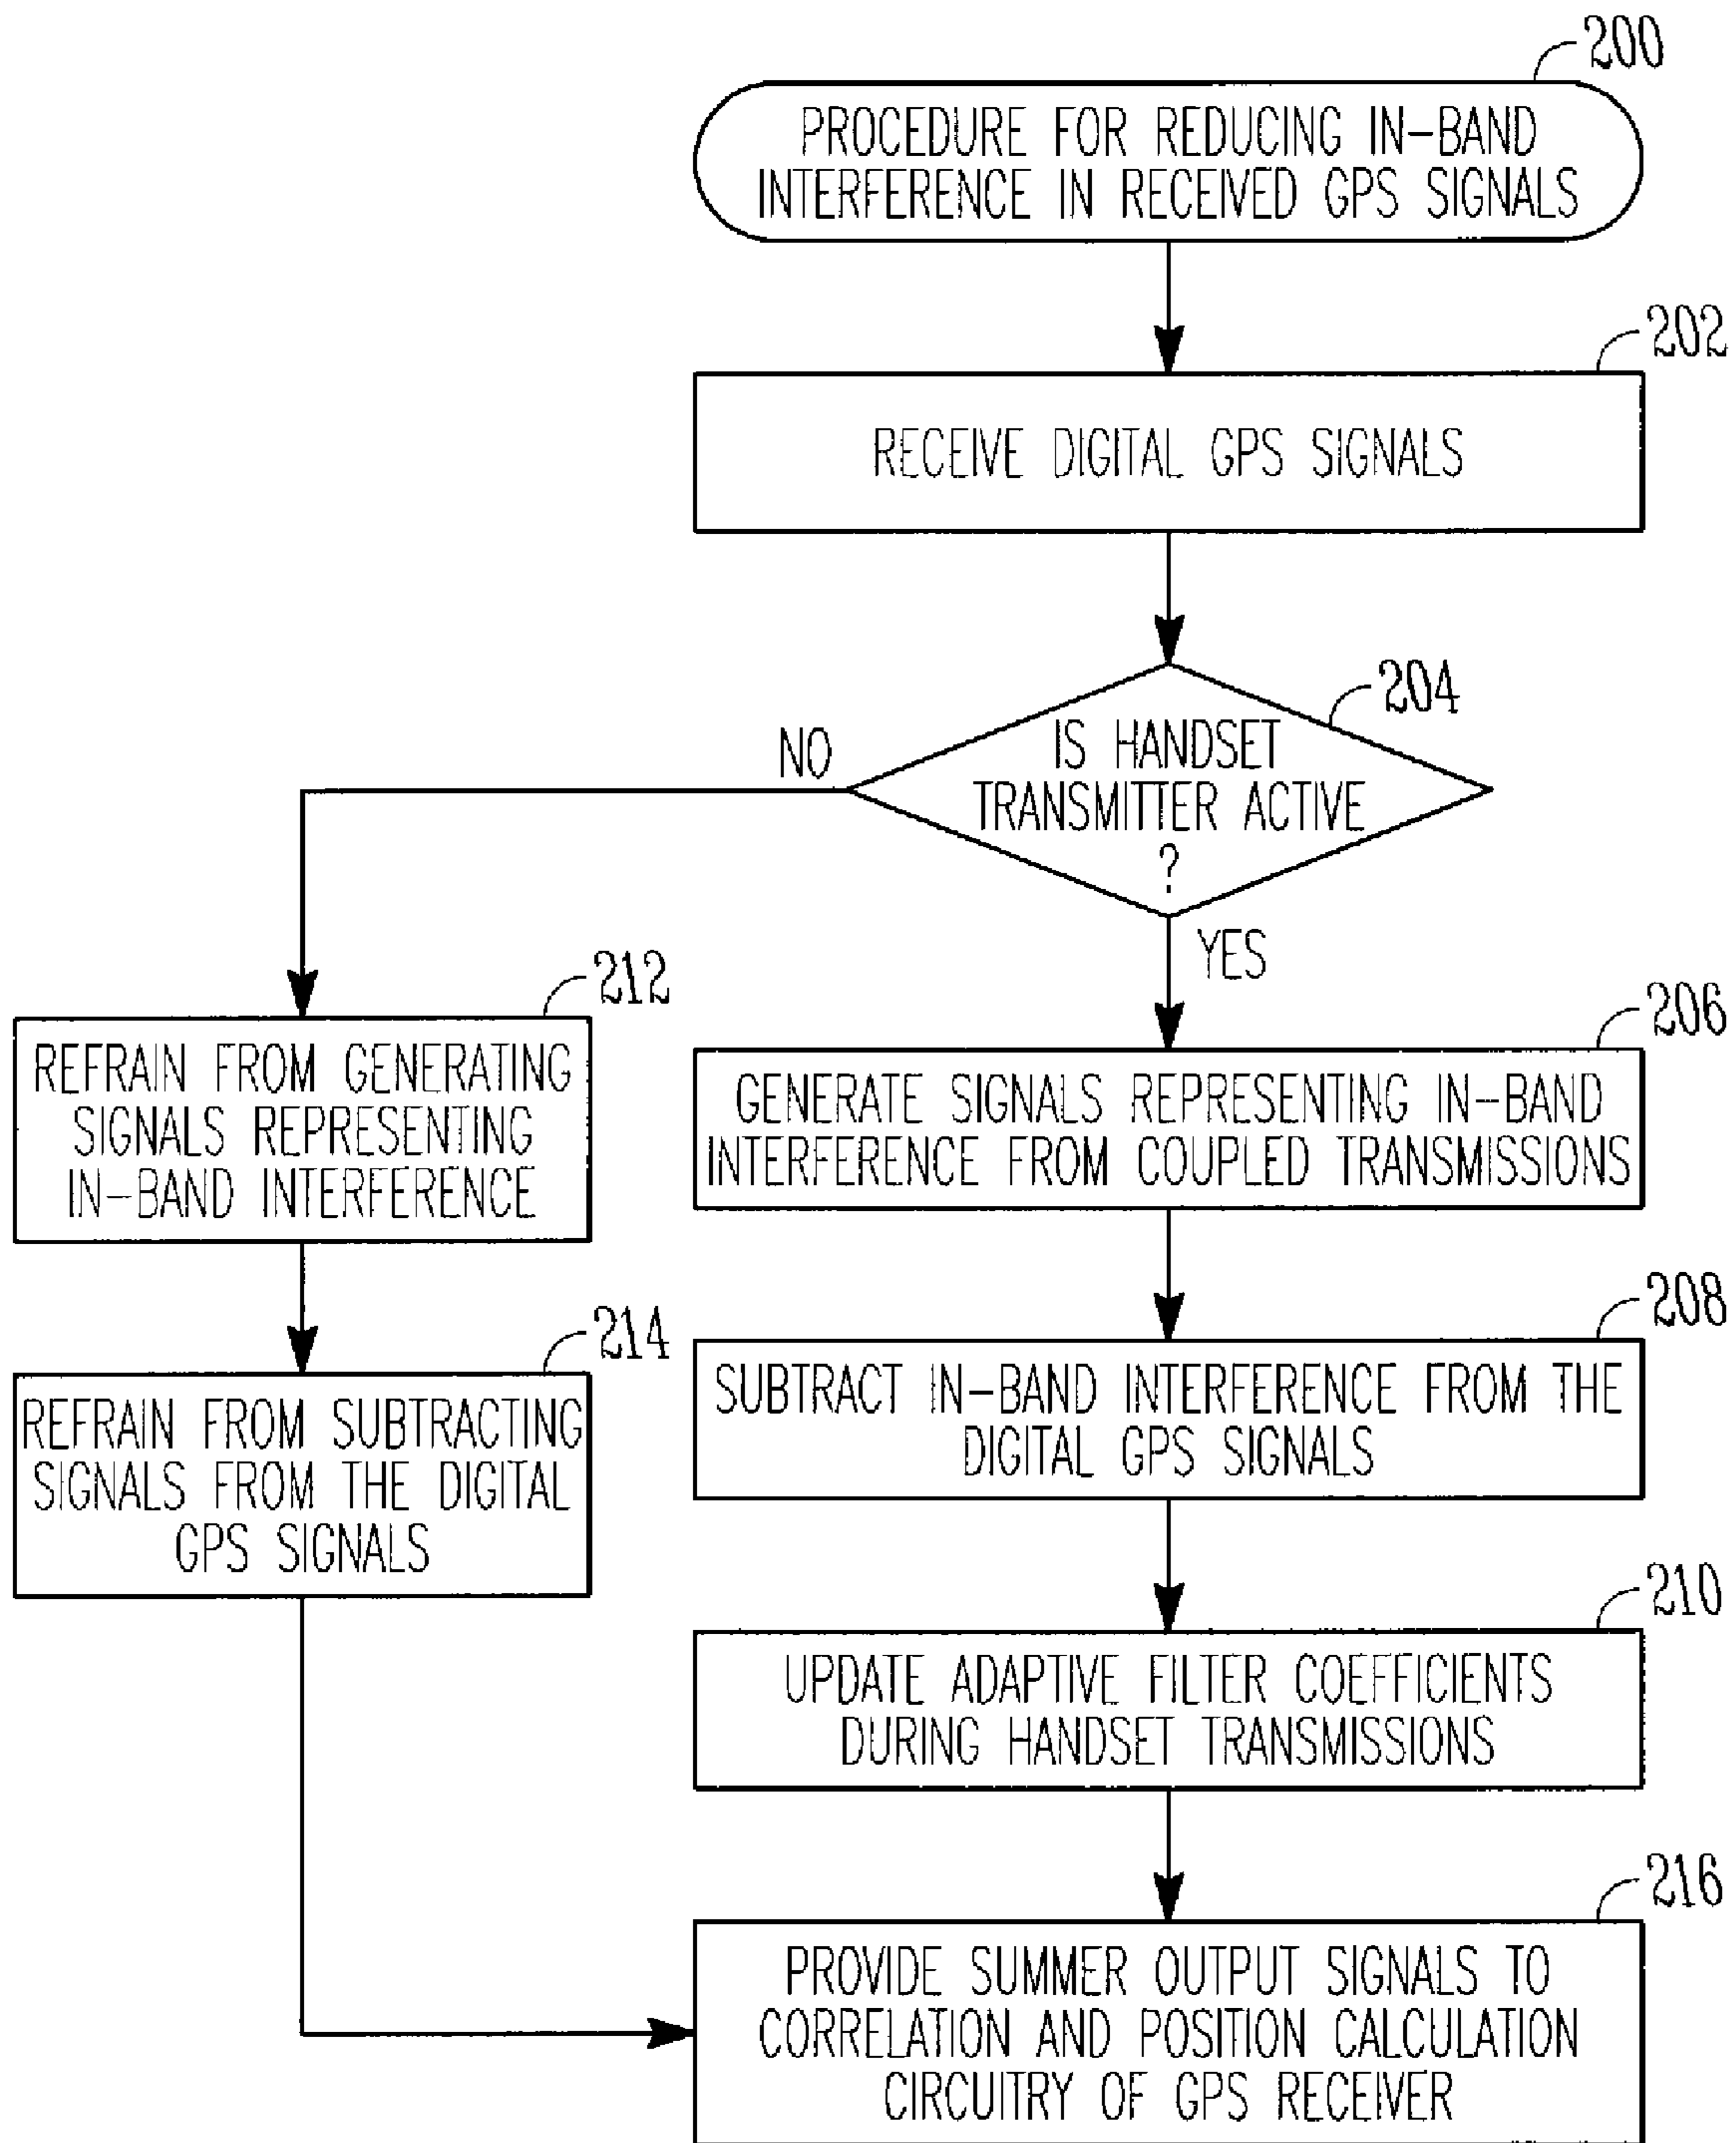 200
PROCEDURE FOR REDUCING IN-BAND
INTERFERENCE IN RECEIVED GPS SIGNALS
202
RECEIVE DIGITAL GPS SIGNALS
204
IS HANDSET
TRANSMITTER ACTIVE
?
NO
YES
212
REFRAIN FROM GENERATING
SIGNALS REPRESENTING
IN-BAND INTERFERENCE
206
GENERATE SIGNALS REPRESENTING IN-BAND
INTERFERENCE FROM COUPLED TRANSMISSIONS
214
REFRAIN FROM SUBTRACTING
SIGNALS FROM THE DIGITAL
GPS SIGNALS
208
SUBTRACT IN-BAND INTERFERENCE FROM THE
DIGITAL GPS SIGNALS
210
UPDATE ADAPTIVE FILTER COEFFICIENTS
DURING HANDSET TRANSMISSIONS
216
PROVIDE SUMMER OUTPUT SIGNALS TO
CORRELATION AND POSITION CALCULATION
CIRCUITRY OF GPS RECEIVER